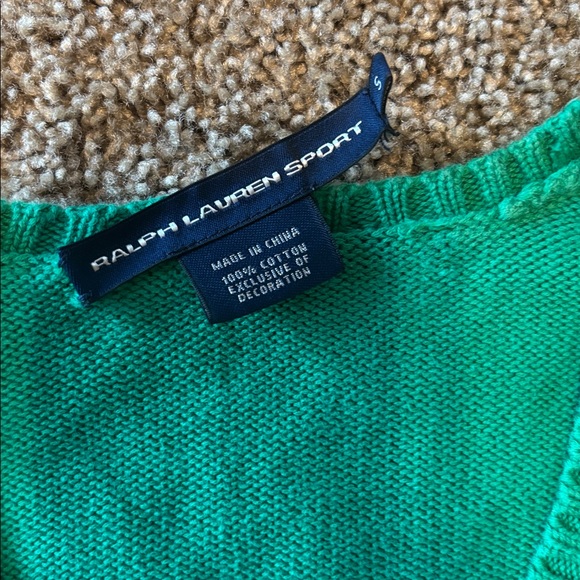 RALPH LAUREN SPORT
S
MADE IN CHINA
100% COTTON
EXCLUSIVE OF
DECORATION